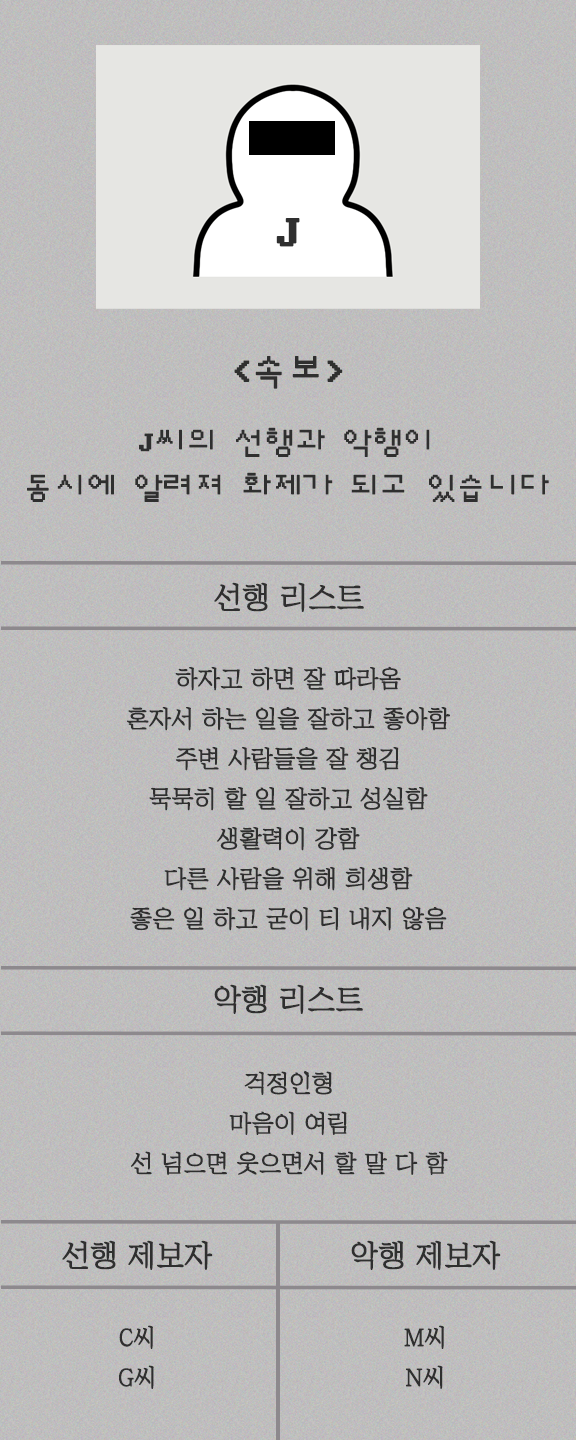 J
<속보>
J씨의 선행과 악행이
동시에 알려져 화제가 되고 있습니다
선행 리스트
하자고 하면 잘 따라옴
혼자서 하는 일을 잘하고 좋아함
주변 사람들을 잘 챙김
묵묵히 할 일 잘하고 성실함
생활력이 강함
다른 사람을 위해 희생함
좋은 일 하고 굳이 티 내지 않음
악행 리스트
걱정인형
마음이 여림
선 넘으면 웃으면서 할 말 다 함
선행 제보자
C씨
G씨
악행 제보자
M씨
N씨